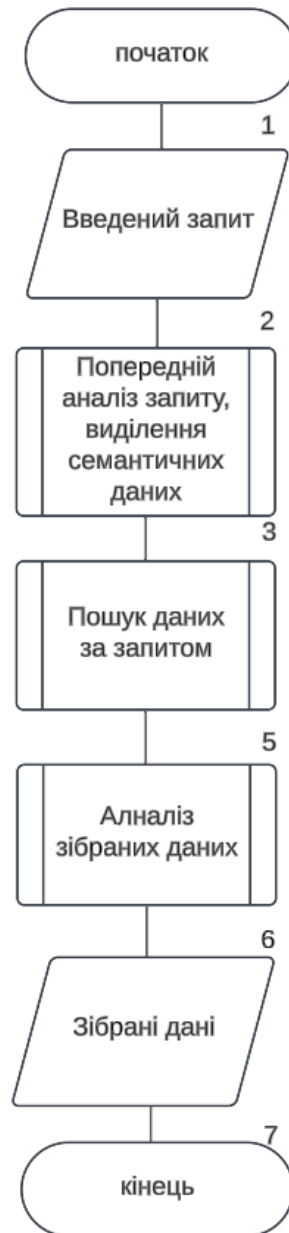 початок
1
Введений запит
2
Попередній
аналіз запиту,
виділення
семантичних
даних
3
Пошук даних
за запитом
5
Алналіз
зібраних даних
6
Зібрані дані
7
кінець